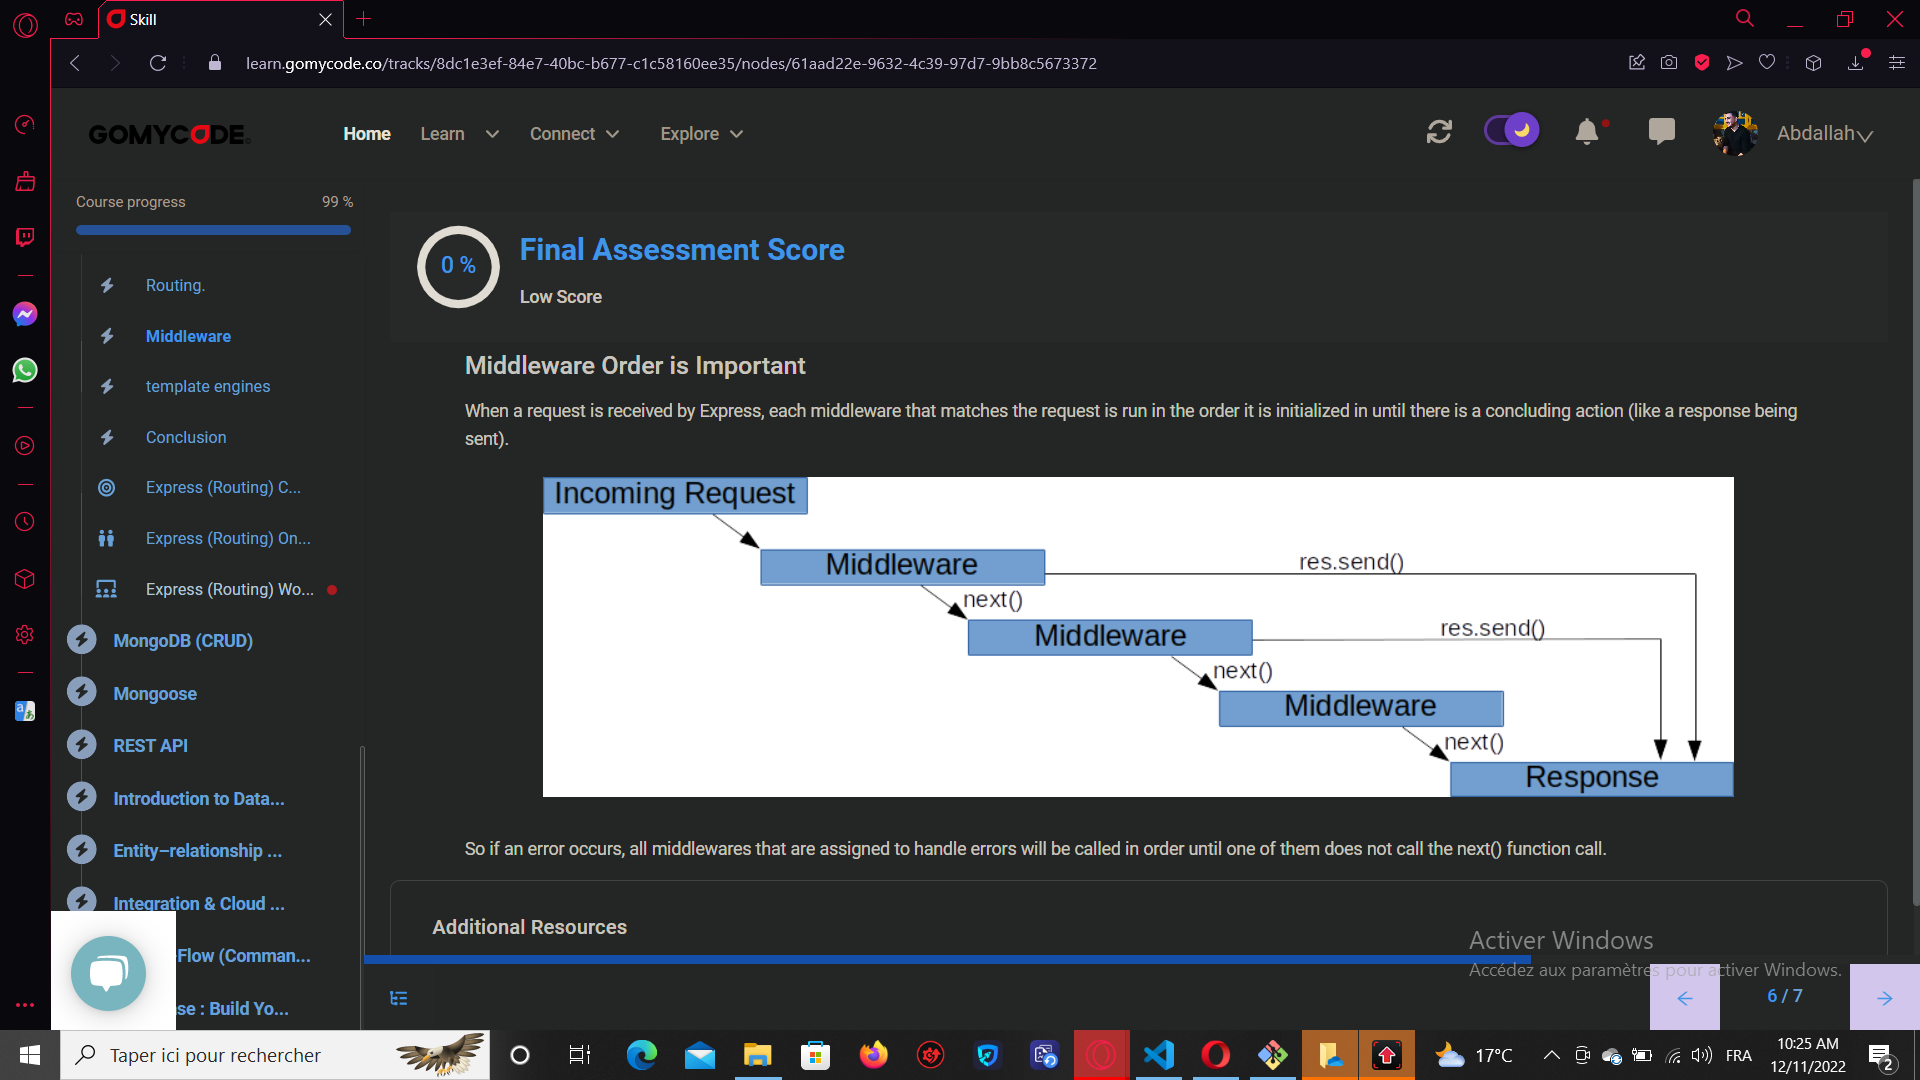 Skill
learn.gomycode.co/tracks/8dc1e3ef-84e7-40bc-b677-c1c58160ee35/nodes/61aad22e-9632-4c39-97d7-9bb8c5673372
GOMYCODE
Home
Learn
Connect
Explore
Abdallah
Course progress
99 %
Routing.
Middleware
template engines
Conclusion
Express (Routing) C...
Express (Routing) On...
Express (Routing) Wo...
MongoDB (CRUD)
Mongoose
REST API
Introduction to Data...
Entity–relationship ...
Integration & Cloud ...
Flow (Comman...
se : Build Yo...
0 %
Final Assessment Score
Low Score
Middleware Order is Important
When a request is received by Express, each middleware that matches the request is run in the order it is initialized in until there is a concluding action (like a response being
sent).
Incoming Request
Middleware
res.send()
next()
Middleware
res.send()
next()
Middleware
next()
Response
So if an error occurs, all middlewares that are assigned to handle errors will be called in order until one of them does not call the next() function call.
Additional Resources
Activer Windows
Accédez aux paramètres pour activer Windows.
6 / 7
Taper ici pour rechercher
17°C
FRA
10:25 AM
12/11/2022
2